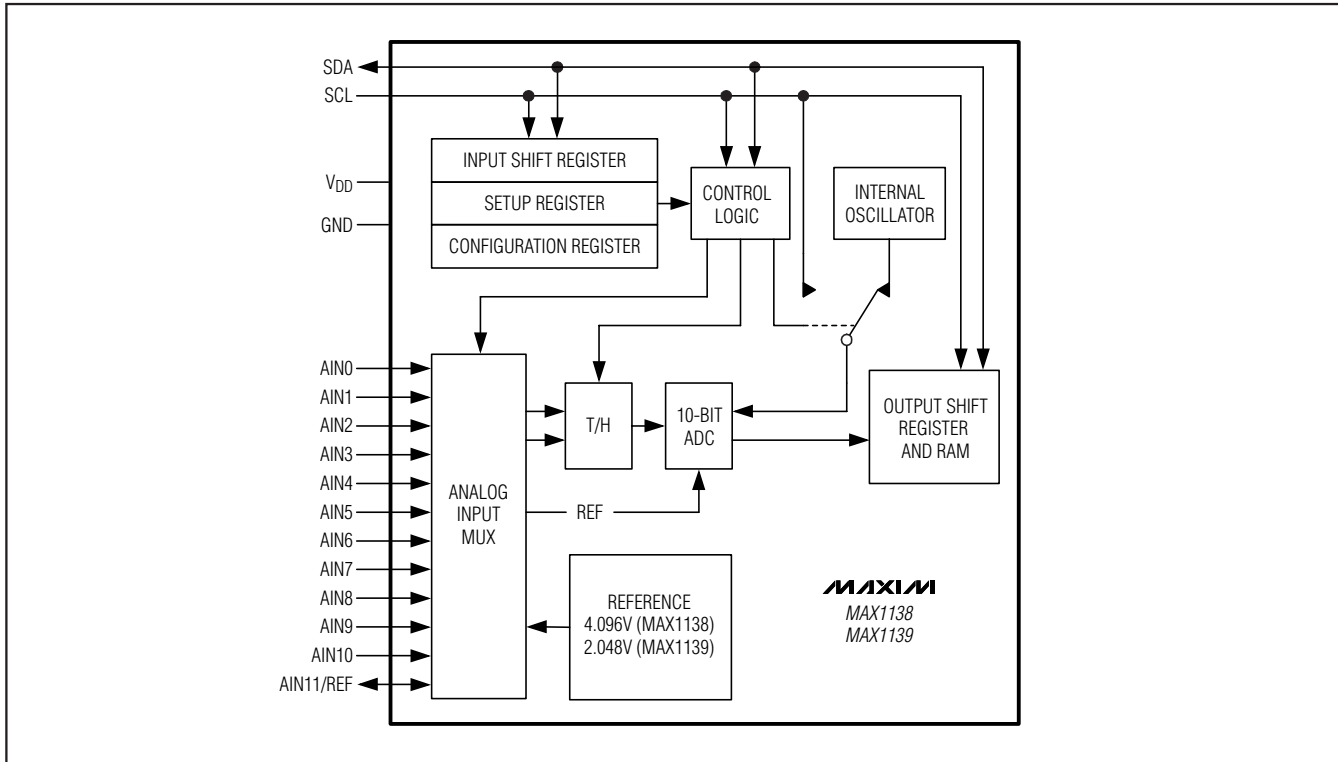 SDA
SCL
VDD
GND
INPUT SHIFT REGISTER
SETUP REGISTER
CONFIGURATION REGISTER
CONTROL
LOGIC
INTERNAL
OSCILLATOR
AIN0
AIN1
AIN2
AIN3
AIN4
AIN5
AIN6
AIN7
AIN8
AIN9
AIN10
AIN11/REF
ANALOG
INPUT
MUX
T/H
10-BIT
ADC
REF
OUTPUT SHIFT
REGISTER
AND RAM
REFERENCE
4.096V (MAX1138)
2.048V (MAX1139)
MAXIM
MAX1138
MAX1139